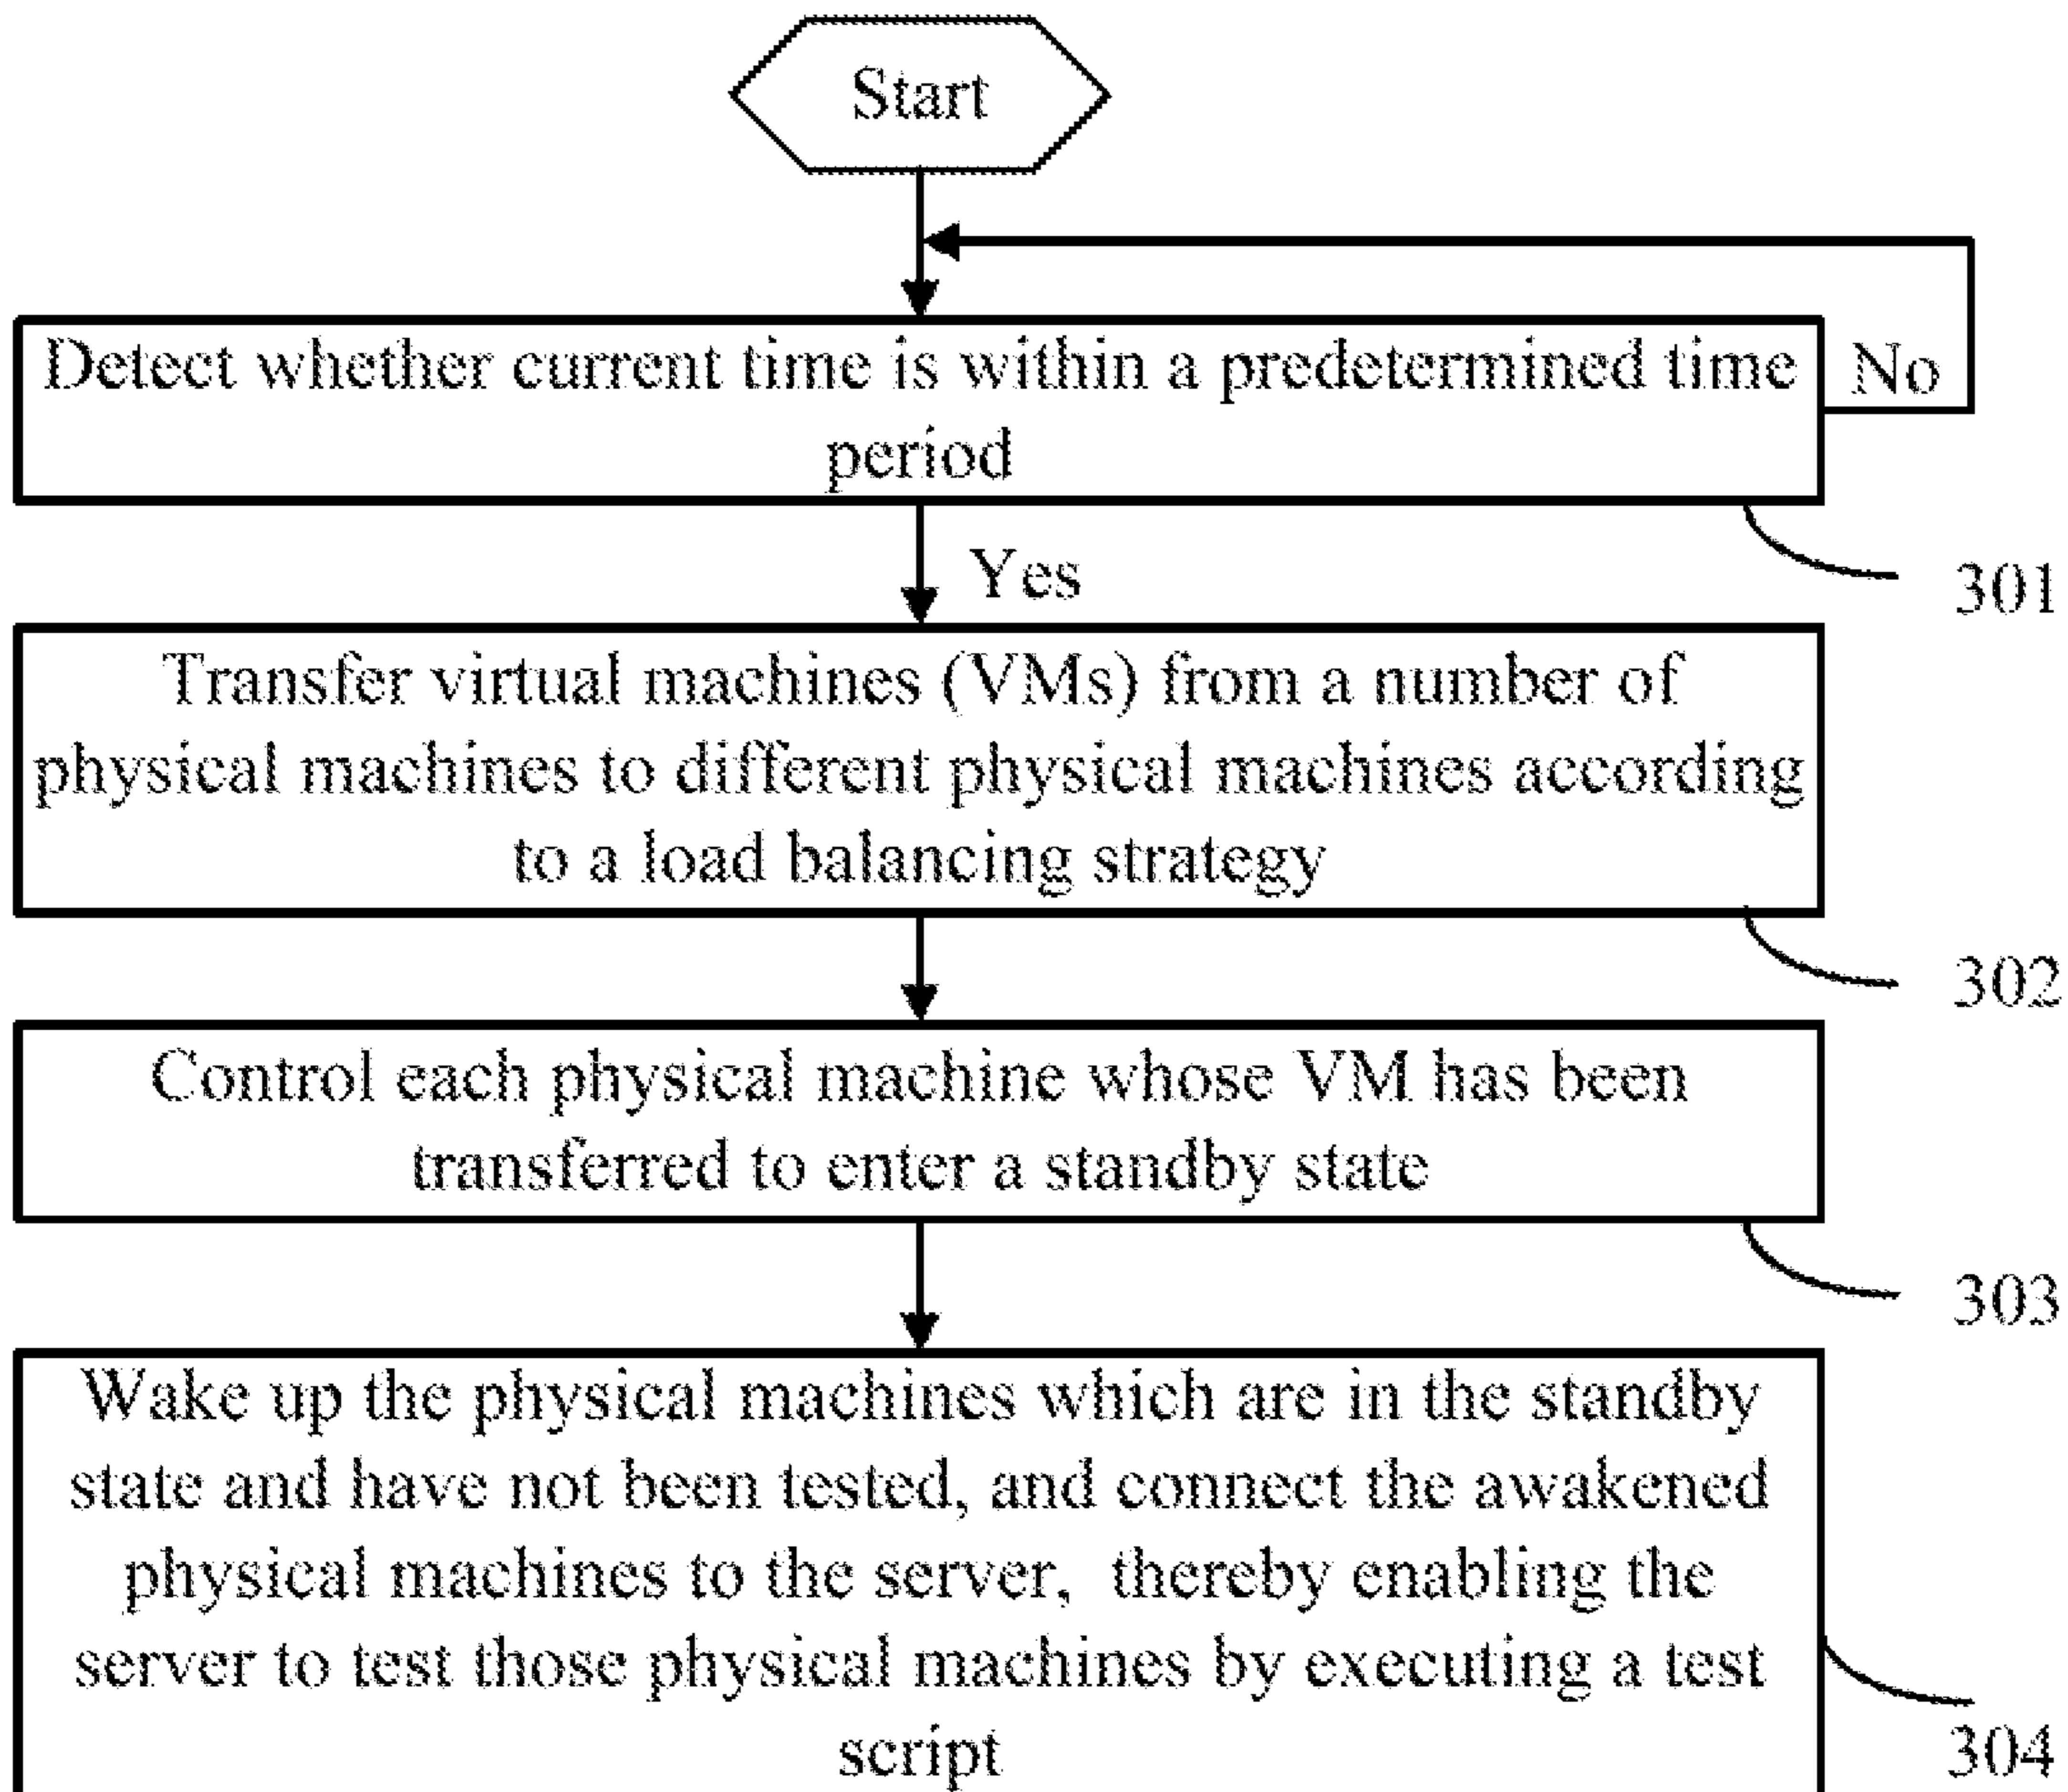 Start
Detect whether current time is within a predetermined time
period
No
301
Yes
Transfer virtual machines (VMs) from a number of
physical machines to different physical machines according
to a load balancing strategy
302
Control each physical machine whose VM has been
transferred to enter a standby state
303
Wake up the physical machines which are in the standby
state and have not been tested, and connect the awakened
physical machines to the server, thereby enabling the
server to test those physical machines by executing a test
script
304